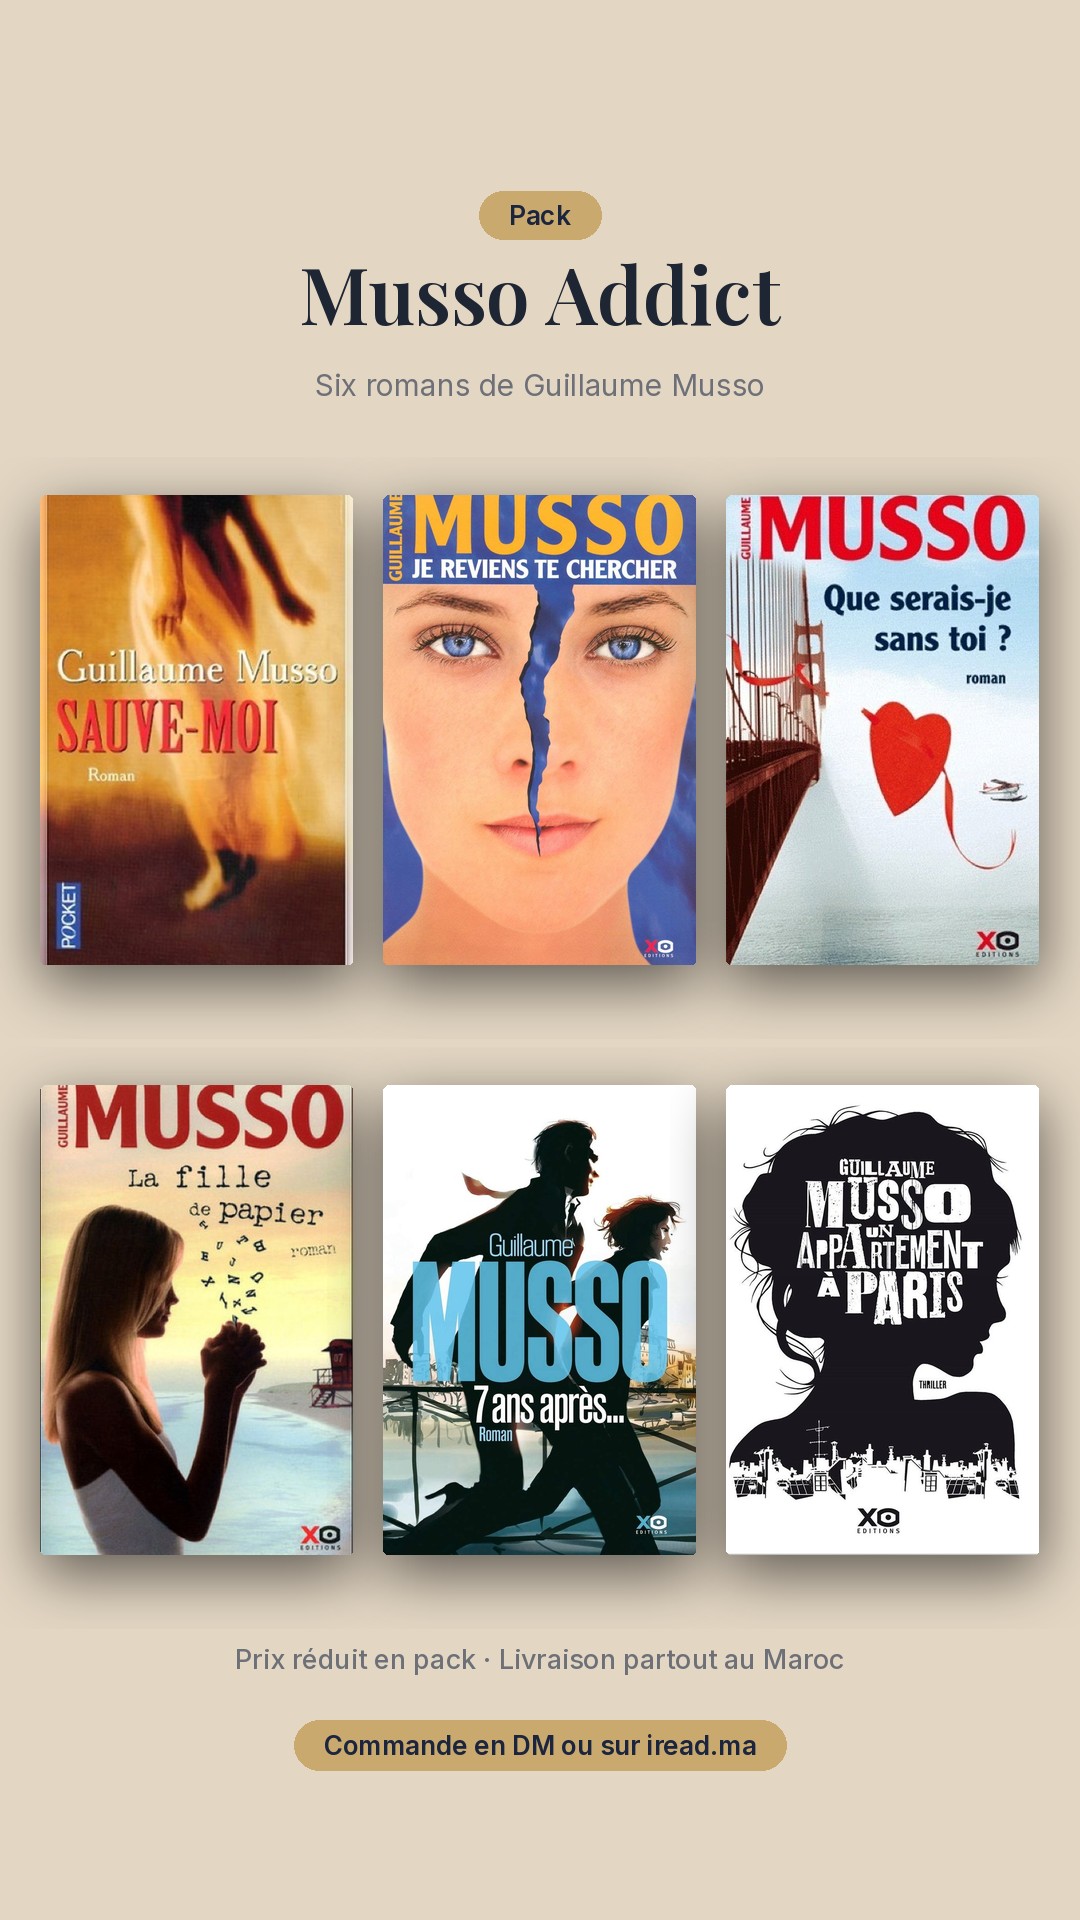 Pack
Musso Addict
Six romans de Guillaume Musso
Guillaume Musso
SAUVE-MOI
Roman
POCKET
GUILLAUME
MUSSO
JE REVIENS TE CHERCHER
XO
EDITIONS
GUILLAUME
MUSSO
Que serais-je
sans toi ?
roman
XO
EDITIONS
GUILLAUME
MUSSO
La fille
de papier
roman
07
XO
EDITIONS
Guillaume
MUSSO
7 ans après...
Roman
XO
EDITIONS
GUILLAUME
MUSSO
UN
APPARTEMENT
À PARIS
THRILLER
XO
EDITIONS
Prix réduit en pack · Livraison partout au Maroc
Commande en DM ou sur iread.ma